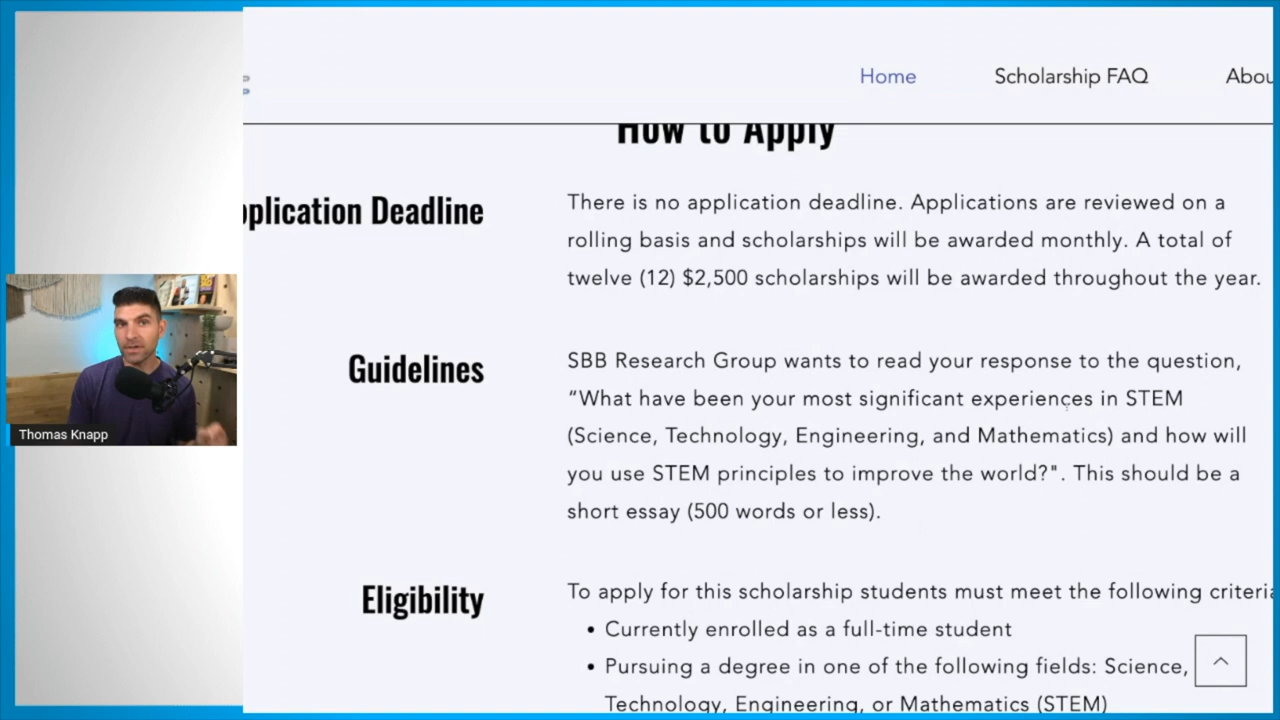 Home Scholarship FAQ
How to Apply
Application Deadline
There is no application deadline. Applications are reviewed on a
rolling basis and scholarships will be awarded monthly. A total of
twelve (12) $2,500 scholarships will be awarded throughout the year.
Guidelines
SBB Research Group wants to read your response to the question,
“What have been your most significant experiences in STEM
(Science, Technology, Engineering, and Mathematics) and how will
you use STEM principles to improve the world?". This should be a
short essay (500 words or less).
Thomas Knapp
Eligibility
To apply for this scholarship students must meet the following criteria
• Currently enrolled as a full-time student
• Pursuing a degree in one of the following fields: Science,
Technology, Engineering, or Mathematics (STEM)